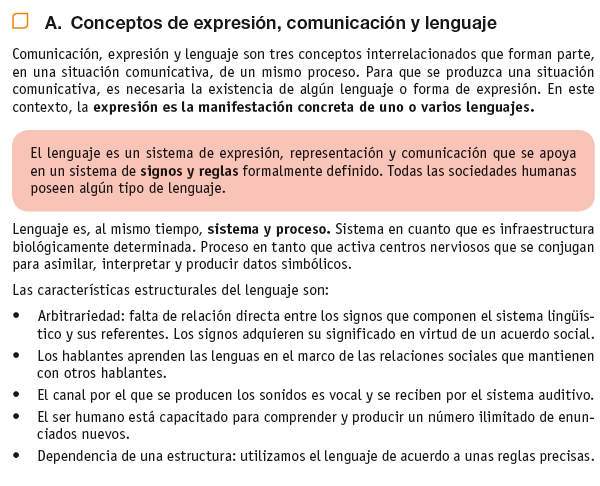 A. Conceptos de expresión, comunicación y lenguaje
Comunicación, expresión y lenguaje son tres conceptos interrelacionados que forman parte,
en una situación comunicativa, de un mismo proceso. Para que se produzca una situación
comunicativa, es necesaria la existencia de algún lenguaje o forma de expresión. En este
contexto, la expresión es la manifestación concreta de uno o varios lenguajes.
El lenguaje es un sistema de expresión, representación y comunicación que se apoya
en un sistema de signos y reglas formalmente definido. Todas las sociedades humanas
poseen algún tipo de lenguaje.
Lenguaje es, al mismo tiempo, sistema y proceso. Sistema en cuanto que es infraestructura
biológicamente determinada. Proceso en tanto que activa centros nerviosos que se conjugan
para asimilar, interpretar y producir datos simbólicos.
Las características estructurales del lenguaje son:
• Arbitrariedad: falta de relación directa entre los signos que componen el sistema lingüís-
tico y sus referentes. Los signos adquieren su significado en virtud de un acuerdo social.
• Los hablantes aprenden las lenguas en el marco de las relaciones sociales que mantienen
con otros hablantes.
• El canal por el que se producen los sonidos es vocal y se reciben por el sistema auditivo.
• El ser humano está capacitado para comprender y producir un número ilimitado de enun-
ciados nuevos.
• Dependencia de una estructura: utilizamos el lenguaje de acuerdo a unas reglas precisas.